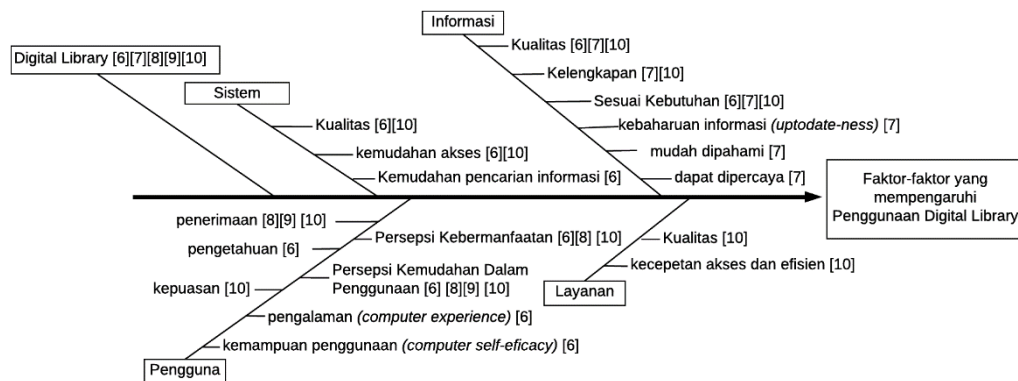 Informasi
Kualitas [6][7][10]
Digital Library [6][7][8][9][10]
Kelengkapan [7][10]
Sistem
Sesuai Kebutuhan [6][7][10]
Kualitas [6][10]
kebaharuan informasi (uptodate-ness) [7]
kemudahan akses [6][10]
mudah dipahami [7]
Kemudahan pencarian informasi [6]
dapat dipercaya [7]
Faktor-faktor yang
mempengaruhi
Penggunaan Digital Library
penerimaan [8][9] [10]
Persepsi Kebermanfaatan [6][8] [10]
Kualitas [10]
pengetahuan [6]
kecepetan akses dan efisien [10]
Persepsi Kemudahan Dalam
Penggunaan [6] [8][9] [10]
kepuasan [10]
Layanan
pengalaman (computer experience) [6]
kemampuan penggunaan (computer self-eficacy) [6]
Pengguna